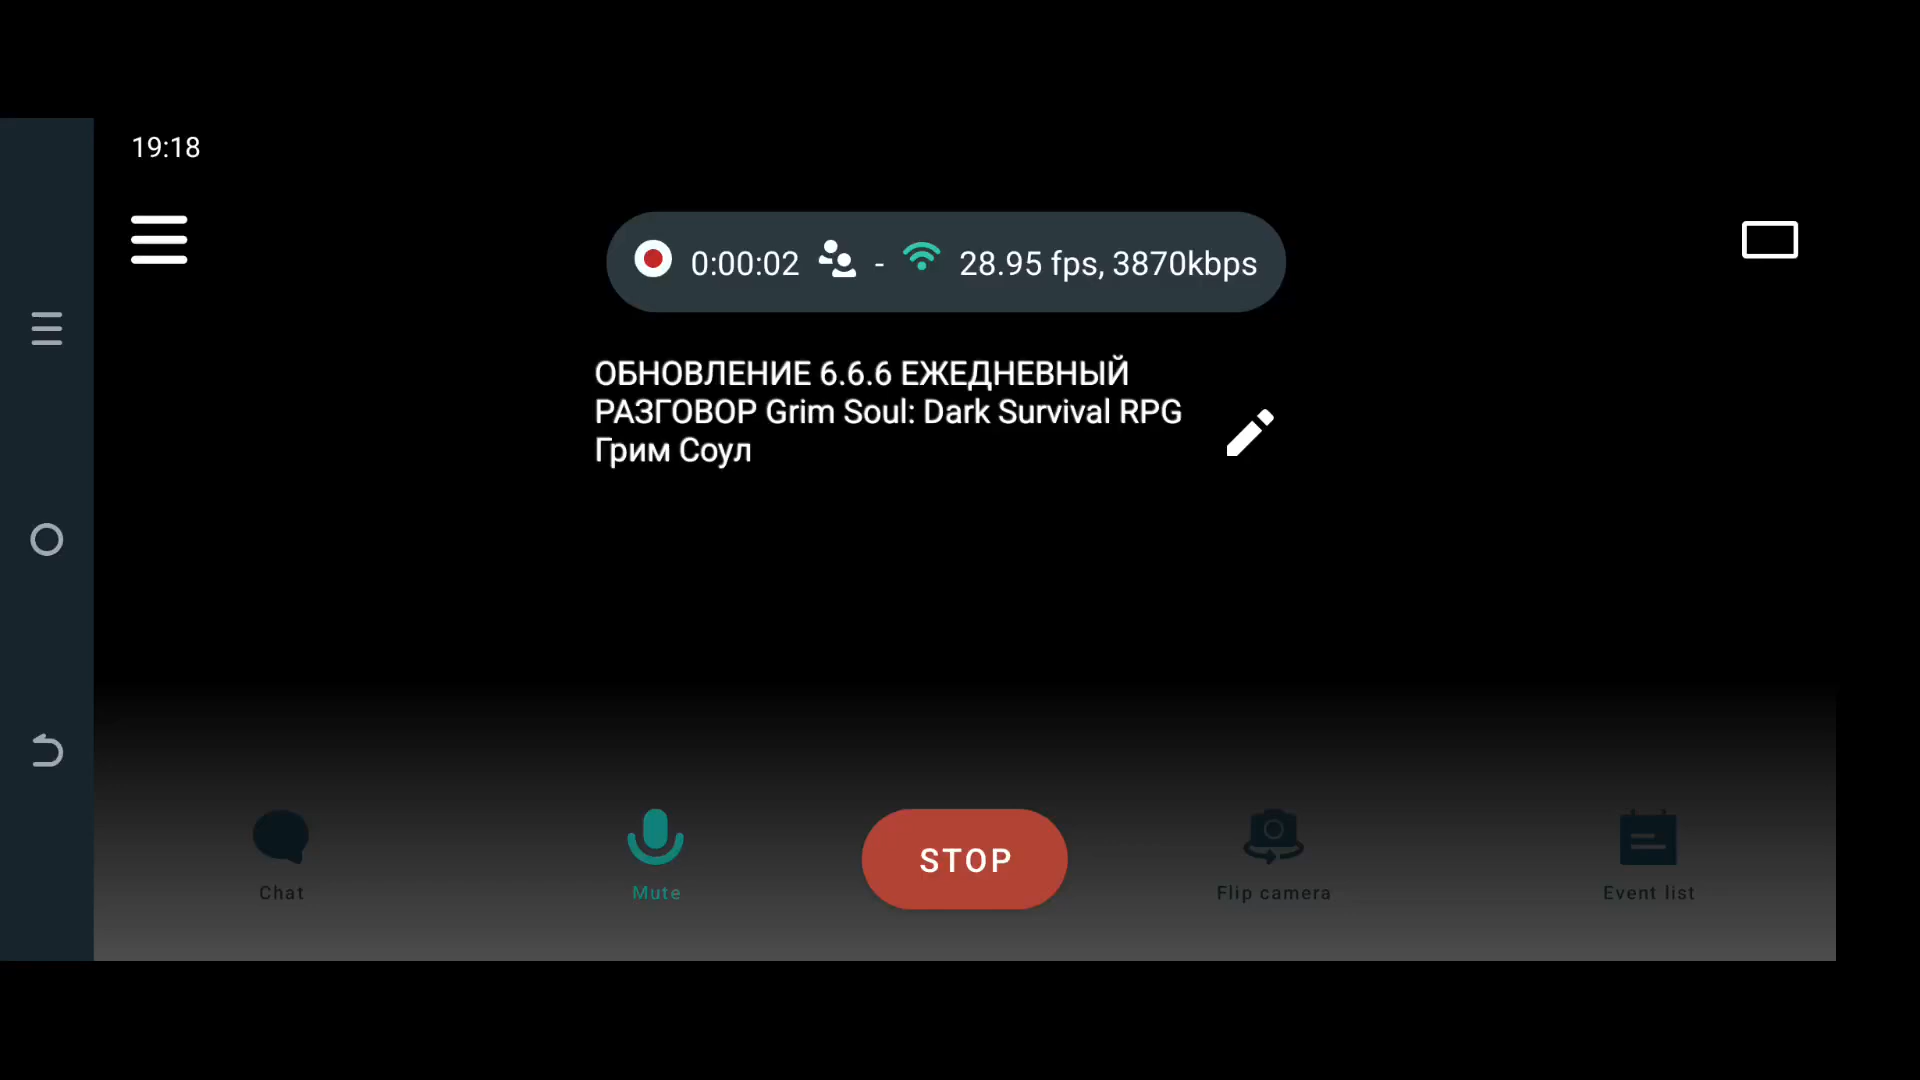 19:18
0:00:02 - 28.95 fps, 3870kbps
ОБНОВЛЕНИЕ 6.6.6 ЕЖЕДНЕВНЫЙ
РАЗГОВОР Grim Soul: Dark Survival RPG
Грим Соул
Chat
Mute
STOP
Flip camera
Event list